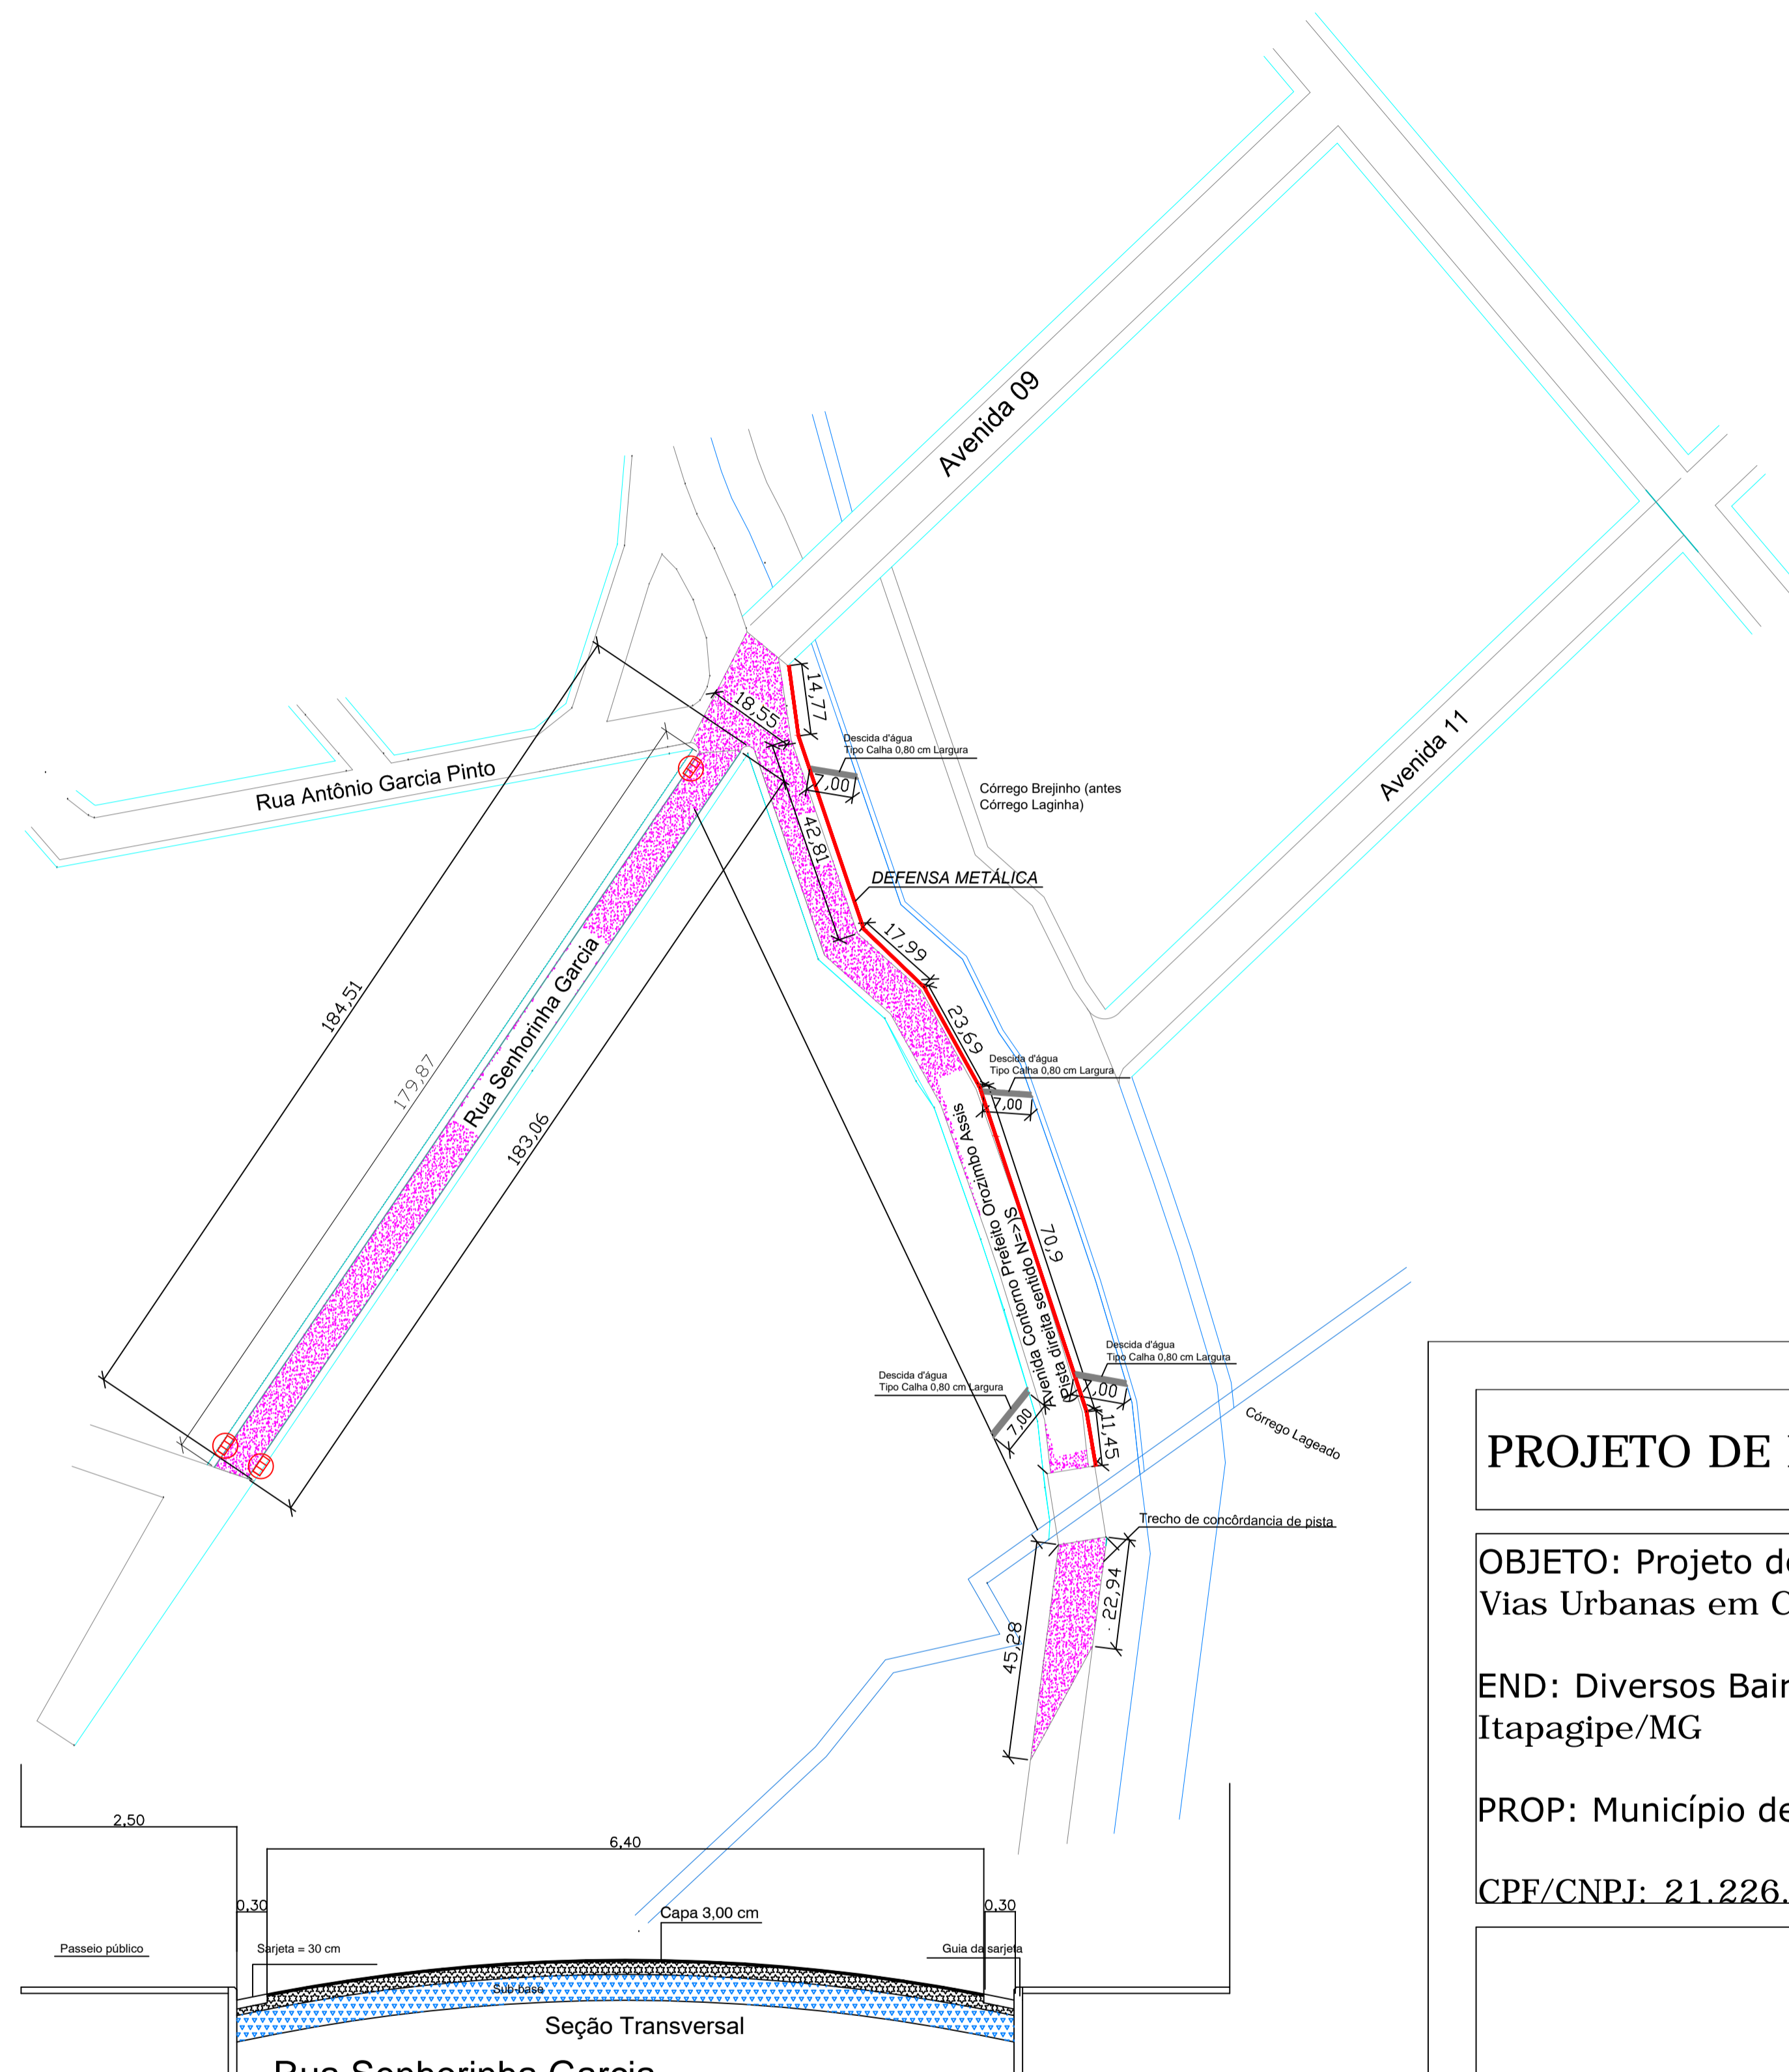 Avenida 09
Avenida 11
14,77
18,55
Descida d'água
Tipo Calha 0,80 cm Largura
7,00
Córrego Brejinho (antes
Córrego Laginha)
Rua Antônio Garcia Pinto
42,81
DEFENSA METÁLICA
17,99
23,69
184,51
179,87
183,06
Rua Senhorinha Garcia
Descida d'água
Tipo Calha 0,80 cm Largura
7,00
Avenida Contorno Prefeito Orozimbo Assis
(Pista direita sentido N=>S)
70,9
Descida d'água
Tipo Calha 0,80 cm Largura
7,00
Descida d'água
Tipo Calha 0,80 cm Largura
7,00
11,45
Córrego Lageado
Trecho de concôrdancia de pista
22,94
45,28
PROJETO DE
OBJETO: Projeto de
Vias Urbanas em C
END: Diversos Bair
Itapagipe/MG
PROP: Município de
CPF/CNPJ: 21.226.
2,50
6,40
0,30
0,30
Capa 3,00 cm
Passeio público
Sarjeta = 30 cm
Guia da sarjeta
Sub-base
Seção Transversal
Rua Senhorinha Garcia